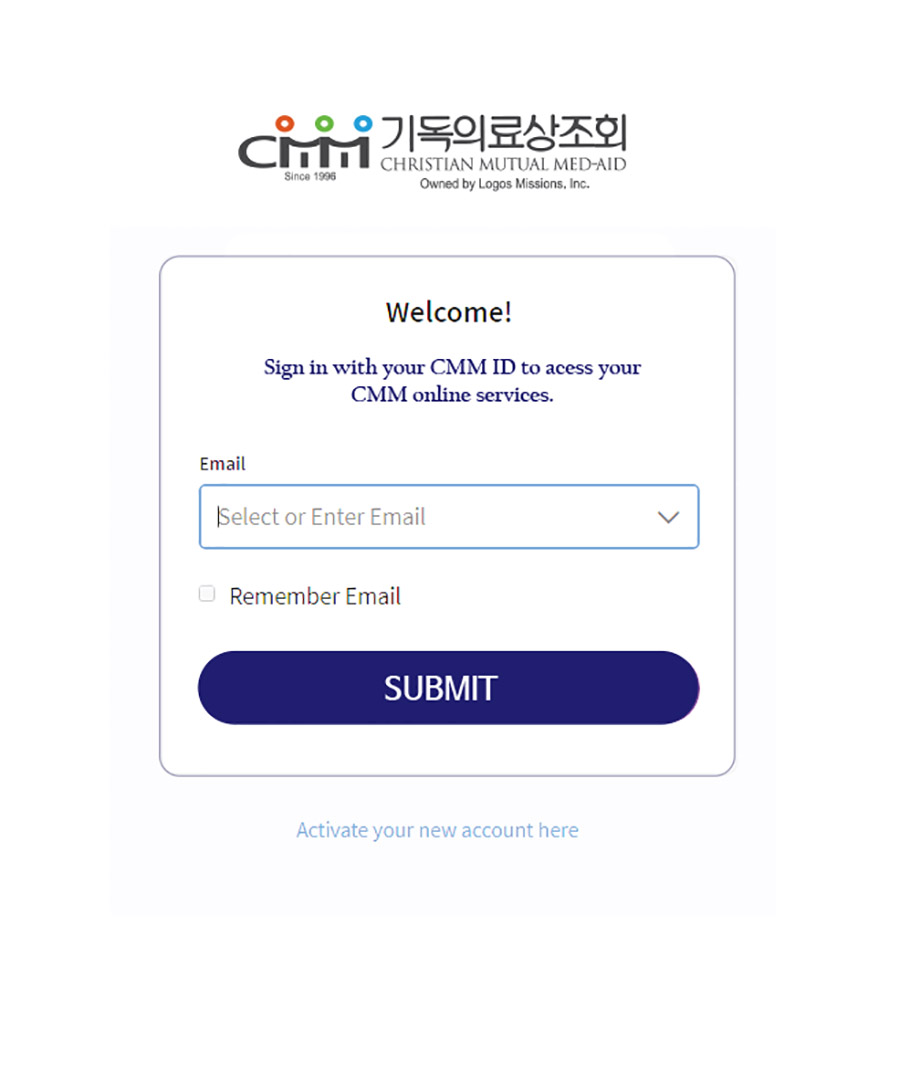 CMM 기독의료상조회
CHRISTIAN MUTUAL MED-AID
Since 1996
Owned by Logos Missions, Inc.
Welcome!
Sign in with your CMM ID to acess your
CMM online services.
Email
Select or Enter Email
Remember Email
SUBMIT
Activate your new account here